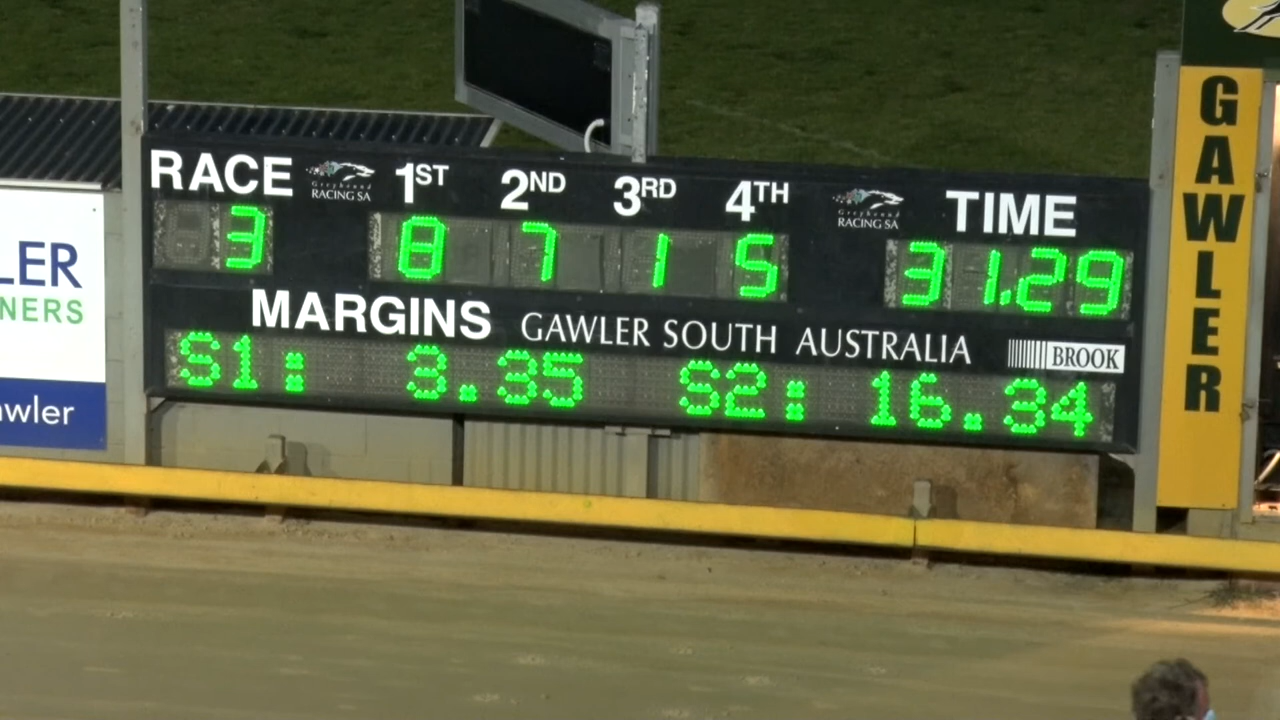 RACE Greyhound RACING SA 1ST 2ND 3RD 4TH Greyhound RACING SA TIME
3 8 7 1 5 31.29
MARGINS GAWLER SOUTH AUSTRALIA BROOK
S1: 3.35 S2: 16.34
GAWLER
LER
NERS
awler